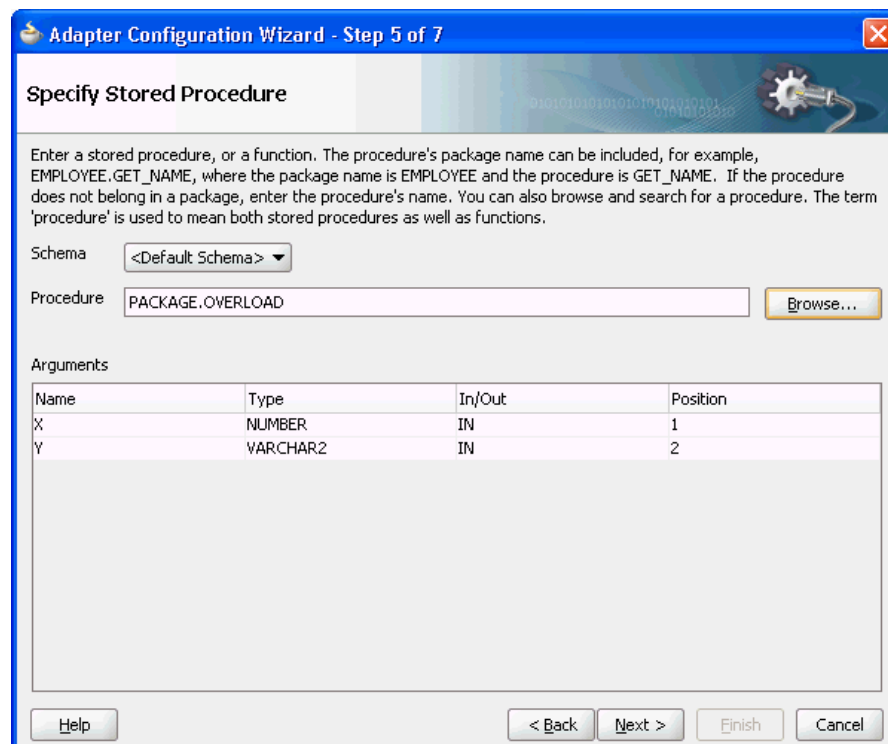 Adapter Configuration Wizard - Step 5 of 7
Specify Stored Procedure
Enter a stored procedure, or a function. The procedure's package name can be included, for example,
EMPLOYEE.GET_NAME, where the package name is EMPLOYEE and the procedure is GET_NAME. If the procedure
does not belong in a package, enter the procedure's name. You can also browse and search for a procedure. The term
'procedure' is used to mean both stored procedures as well as functions.
Schema <Default Schema>
Procedure PACKAGE.OVERLOAD Browse...
Arguments
Name Type In/Out Position
X NUMBER IN 1
Y VARCHAR2 IN 2
Help < Back Next > Finish Cancel